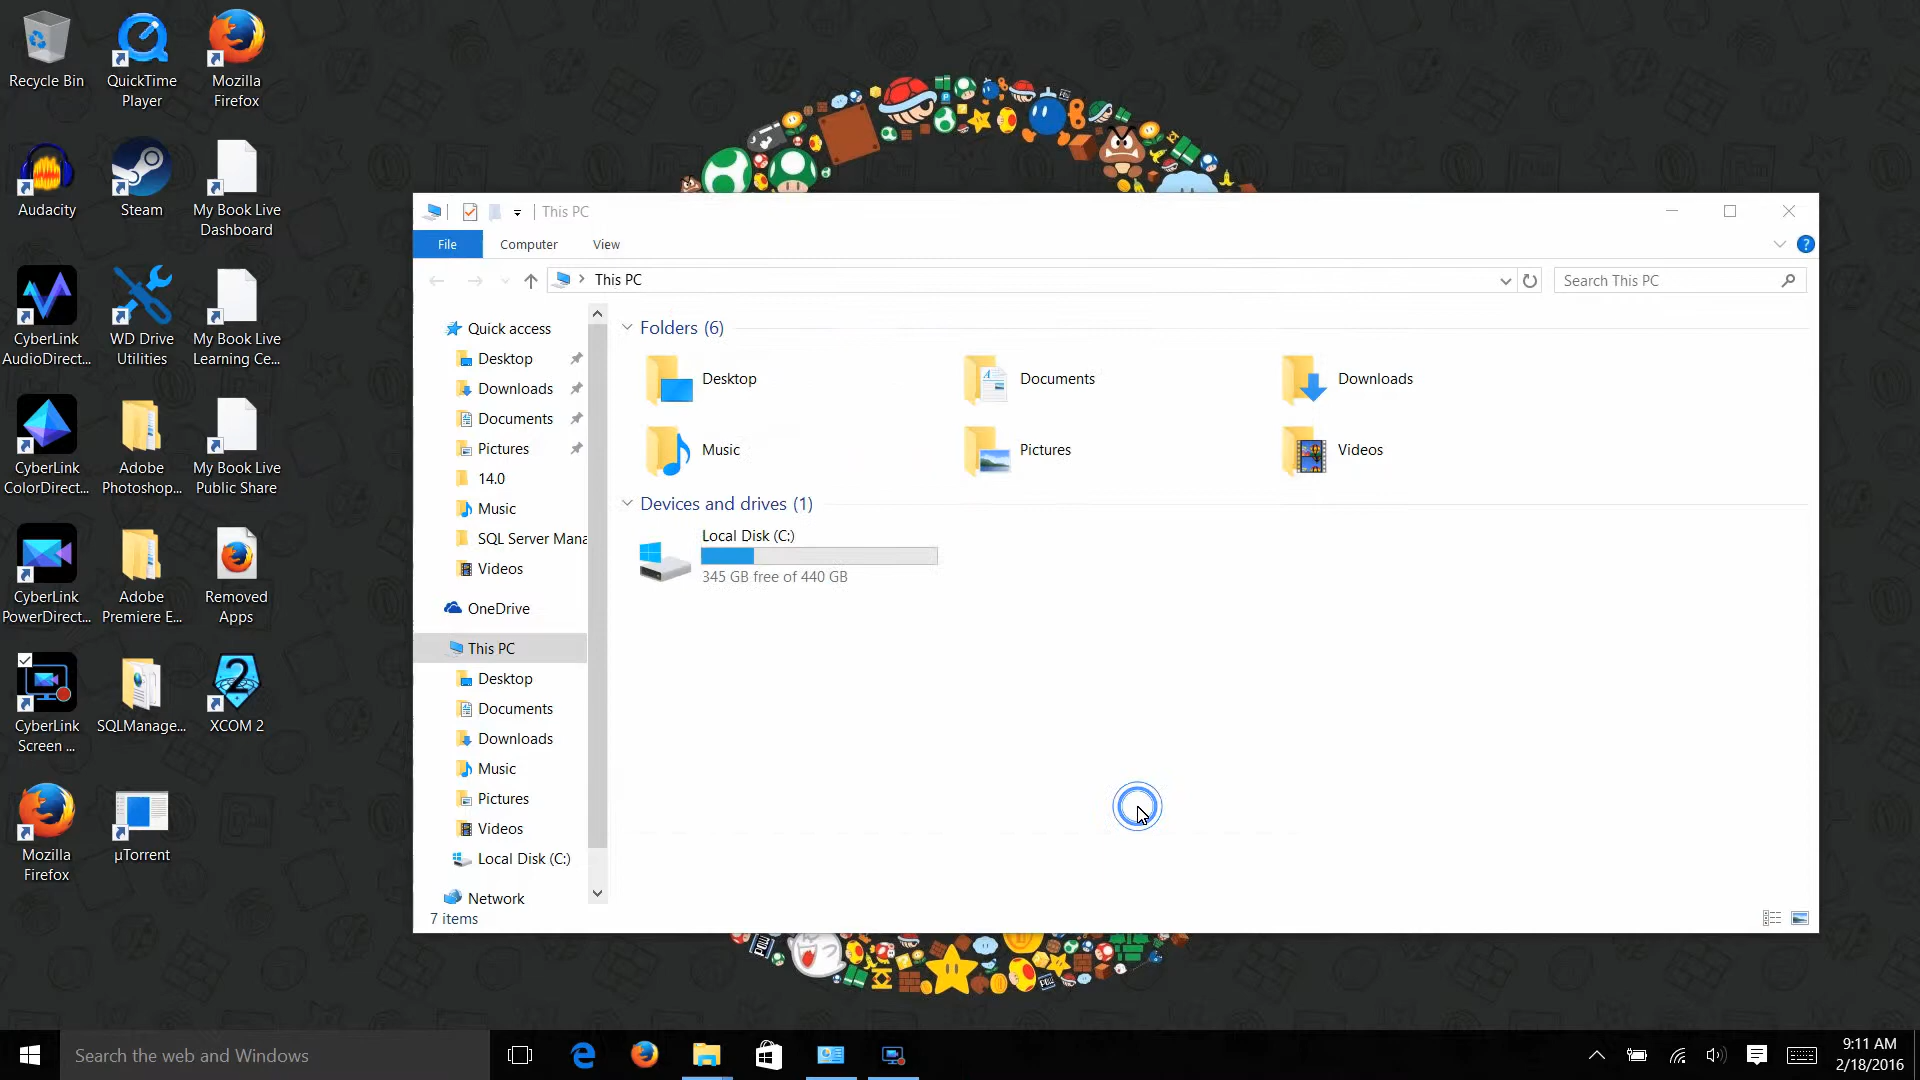 Recycle Bin
QuickTime
Player
Mozilla
Firefox
Audacity
Steam
My Book Live
Dashboard
CyberLink
AudioDirect...
WD Drive
Utilities
My Book Live
Learning Ce...
CyberLink
ColorDirect...
Adobe
Photoshop...
My Book Live
Public Share
CyberLink
PowerDirect...
Adobe
Premiere E...
Removed
Apps
CyberLink
Screen ...
SQLManage...
XCOM 2
Mozilla
Firefox
µTorrent
This PC
File
Computer
View
?
This PC
Search This PC
Quick access
Desktop
Downloads
Documents
Pictures
14.0
Music
SQL Server Mana
Videos
OneDrive
This PC
Desktop
Documents
Downloads
Music
Pictures
Videos
Local Disk (C:)
Network
Folders (6)
Desktop
Documents
Downloads
Music
Pictures
Videos
Devices and drives (1)
Local Disk (C:)
345 GB free of 440 GB
7 items
POW
Search the web and Windows
9:11 AM
2/18/2016